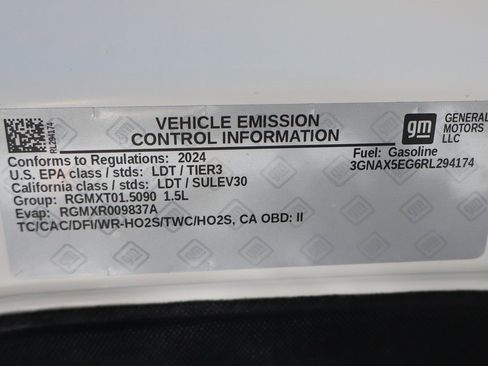 RL294174
VEHICLE EMISSION
CONTROL INFORMATION
gm
GENERAL
MOTORS
LLC
Conforms to Regulations: 2024
Fuel: Gasoline
U.S. EPA class / stds: LDT / TIER3
3GNAX5EG6RL294174
California class / stds: LDT / SULEV30
Group: RGMXT01.5090 1.5L
Evap: RGMXR009837A
TC/CAC/DFI/WR-HO2S/TWC/HO2S, CA OBD: II